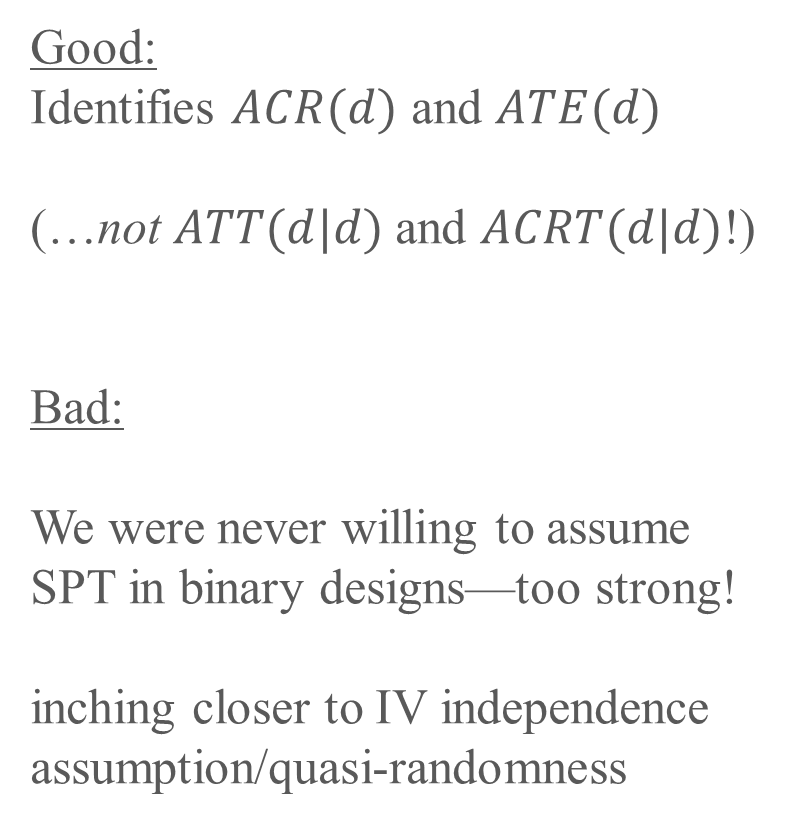 Good:
Identifies ACR(d) and ATE(d)
(…not ATT(d|d) and ACRT(d|d)!)
Bad:
We were never willing to assume
SPT in binary designs—too strong!
inching closer to IV independence
assumption/quasi-randomness